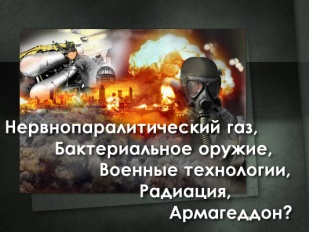 Нервнопаралитический газ,
Бактериальное оружие,
Военные технологии,
Радиация,
Армагеддон?